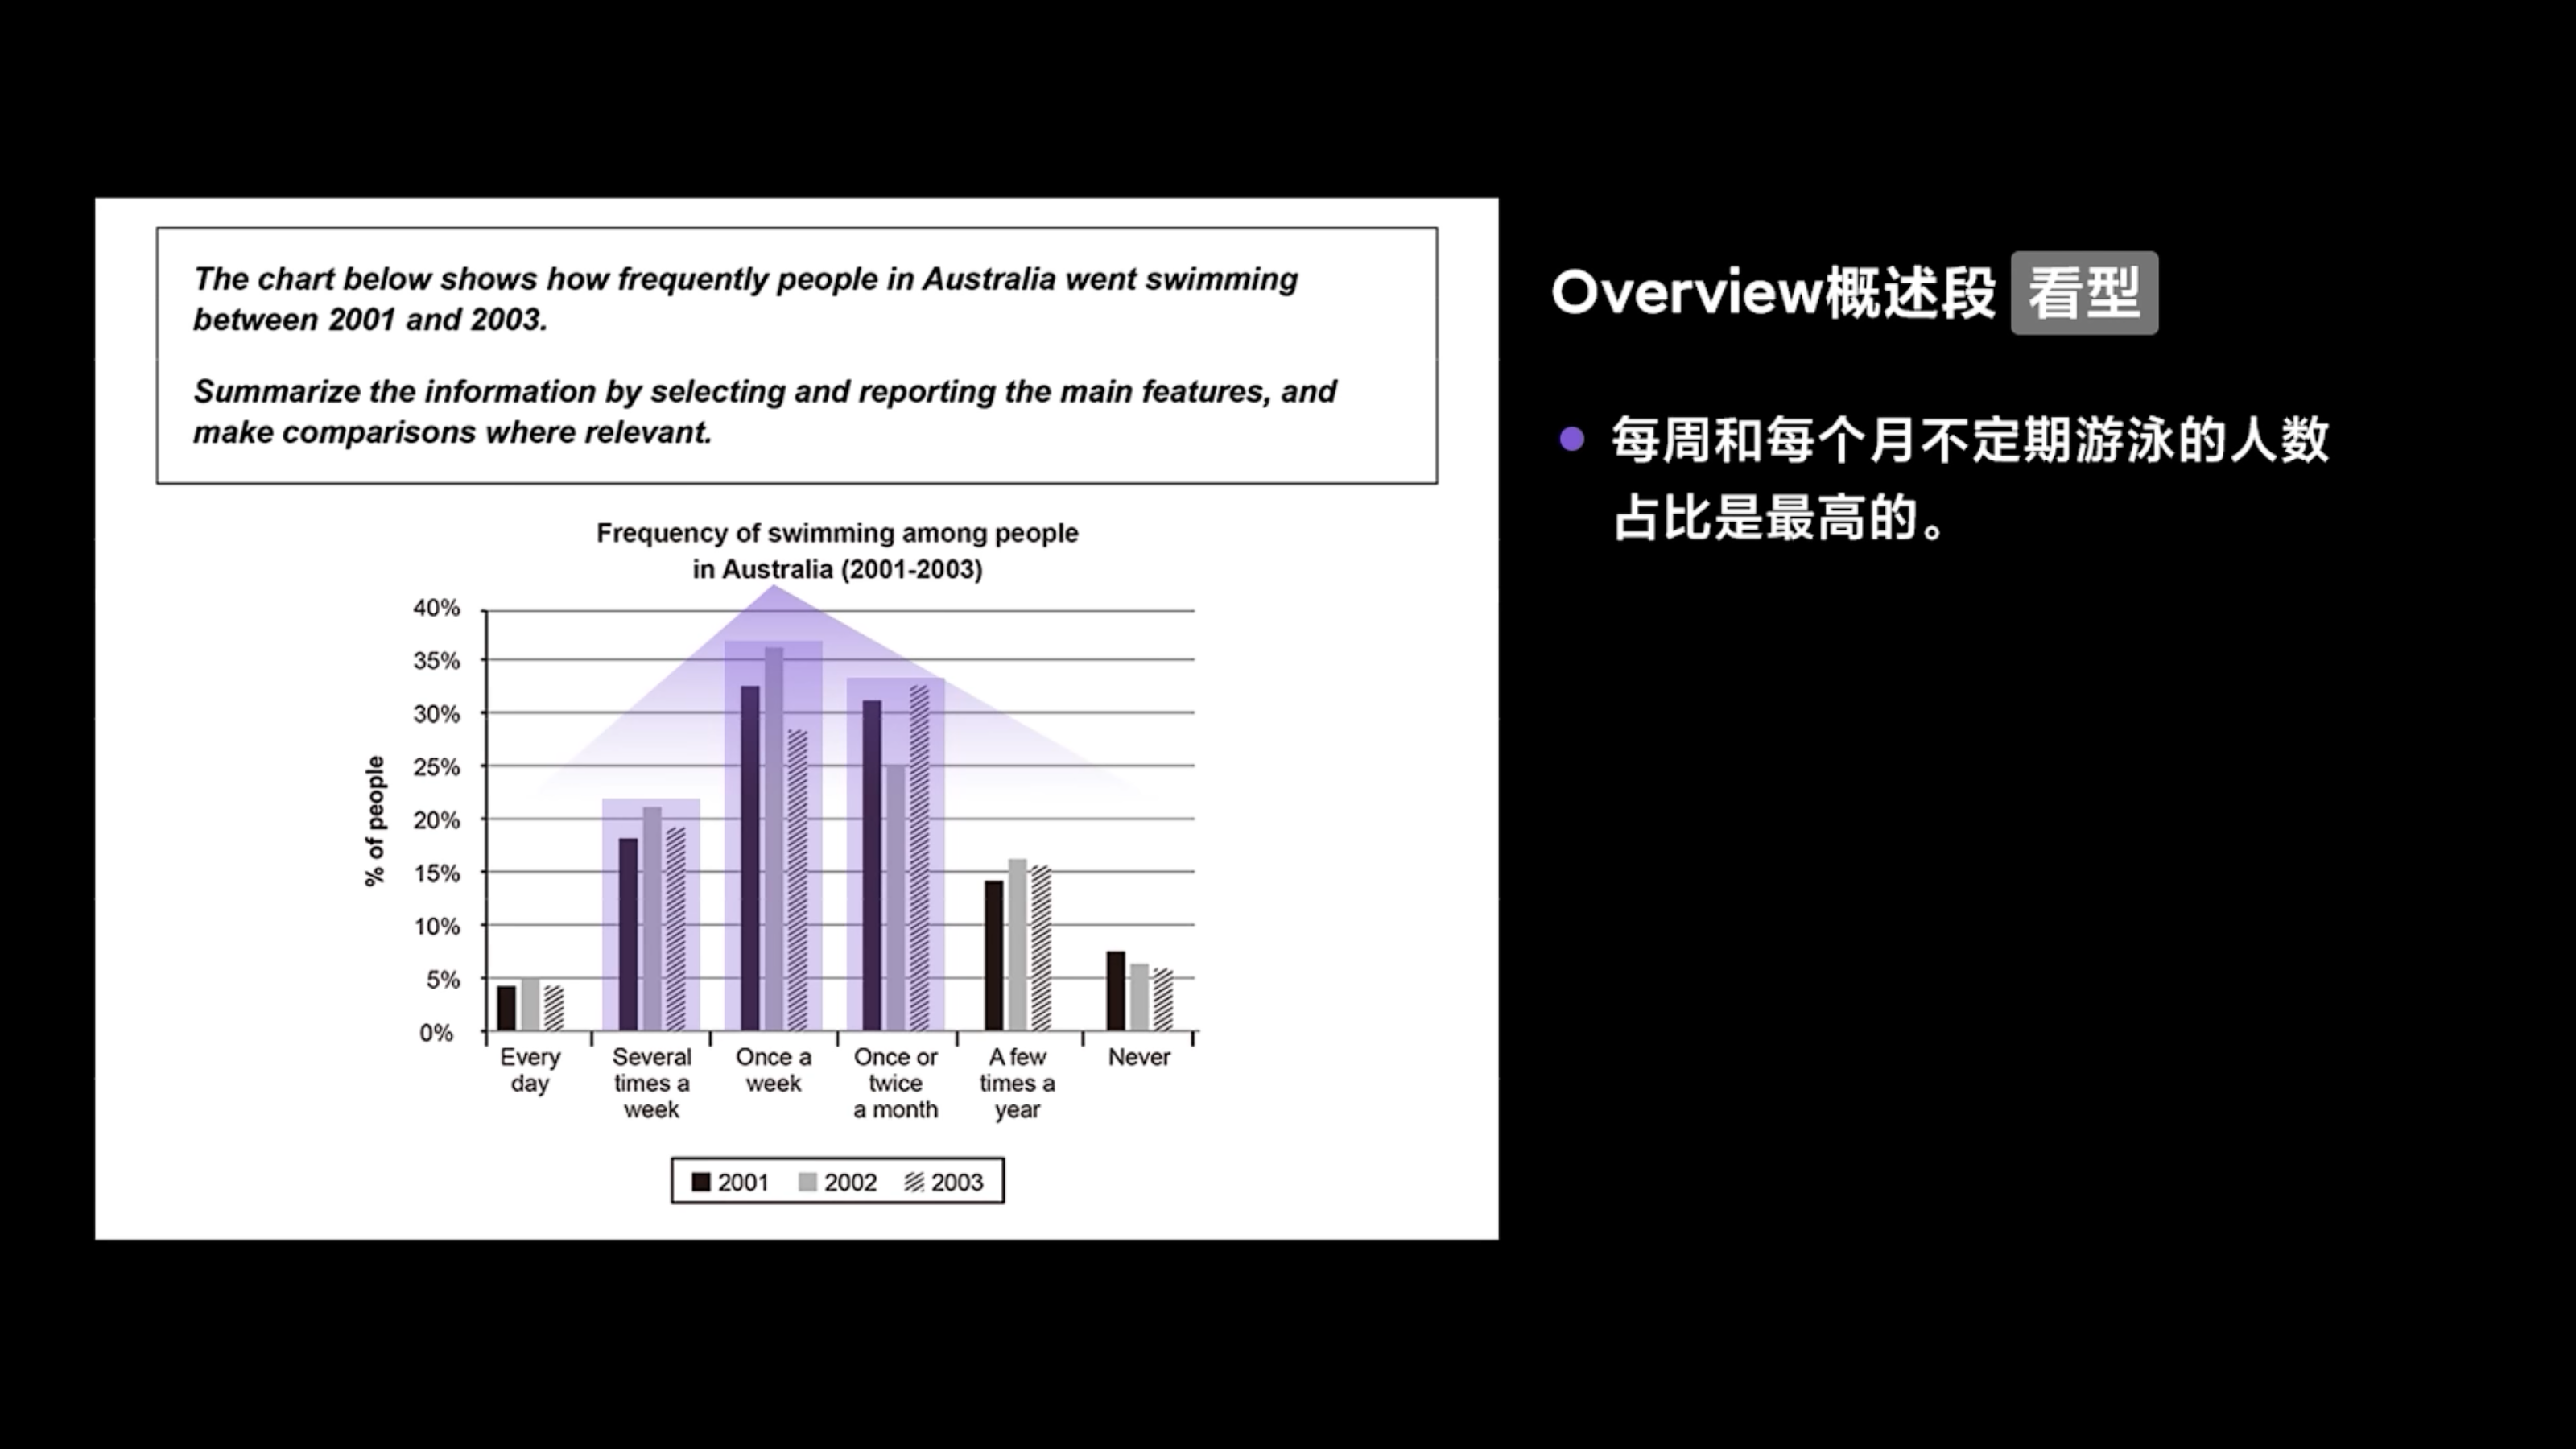 The chart below shows how frequently people in Australia went swimming
between 2001 and 2003.
Summarize the information by selecting and reporting the main features, and
make comparisons where relevant.
Frequency of swimming among people
in Australia (2001-2003)
% of people
40%
35%
30%
25%
20%
15%
10%
5%
0%
Every
day
Several
times a
week
Once a
week
Once or
twice
a month
A few
times a
year
Never
2001 2002 2003
Overview概述段 看型
每周和每个月不定期游泳的人数
占比是最高的。